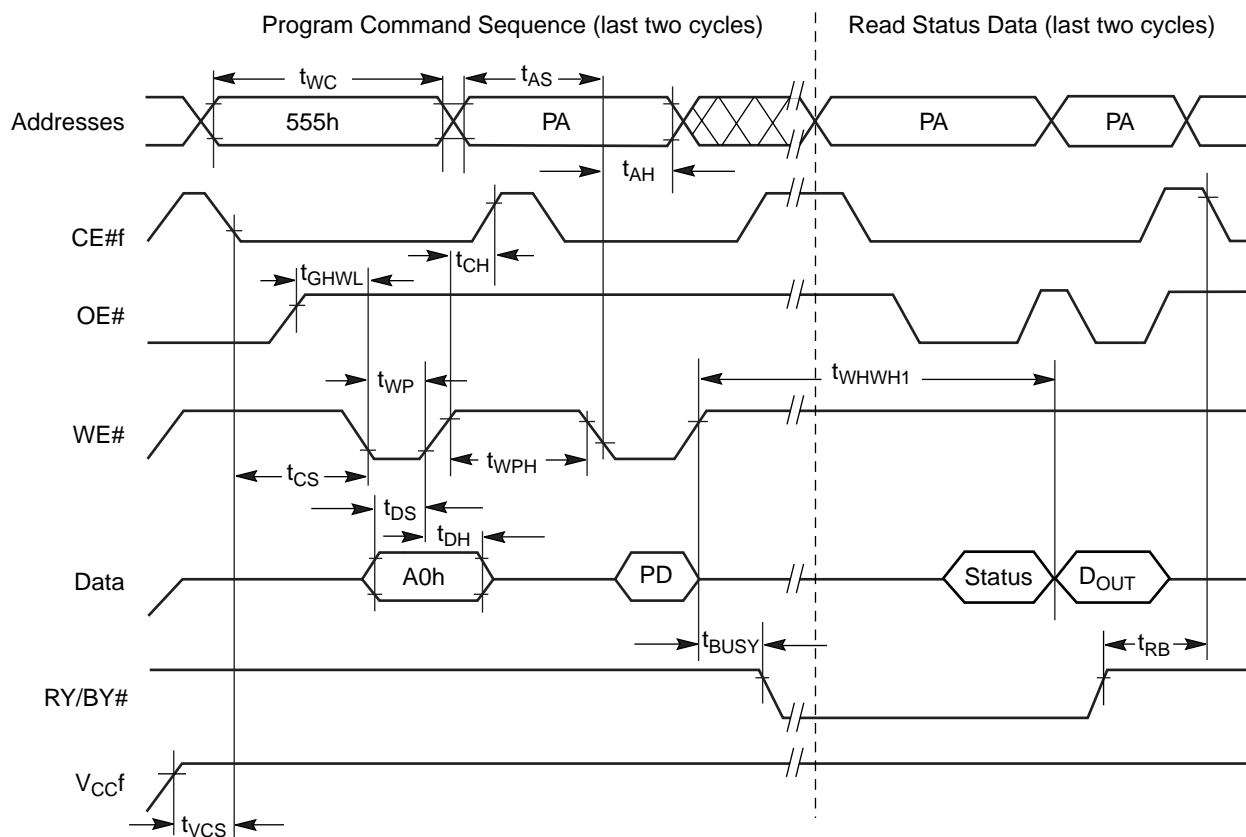 Program Command Sequence (last two cycles)
Read Status Data (last two cycles)
tWC
tAS
Addresses
555h
PA
PA
PA
tAH
CE#f
tCH
tGHWL
OE#
tWP
tWHWH1
WE#
tCS
tWPH
tDS
tDH
Data
A0h
PD
Status
DOUT
tBUSY
tRB
RY/BY#
VCCf
tVCS